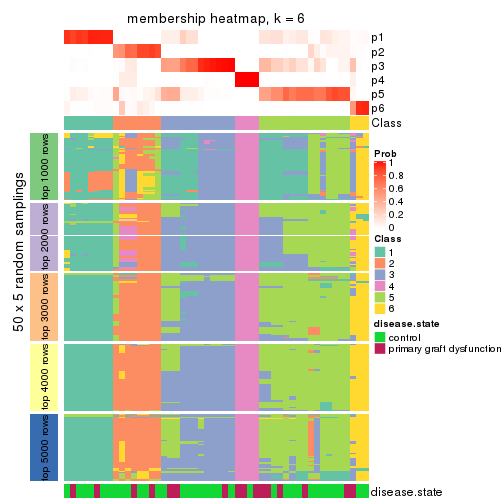 membership heatmap, k = 6
p1
p2
p3
p4
p5
p6
Class
50 x 5 random samplings
top 1000 rows
top 2000 rows
top 3000 rows
top 4000 rows
top 5000 rows
Prob
1
0.8
0.6
0.4
0.2
0
Class
1
2
3
4
5
6
disease.state
control
primary graft dysfunction
disease.state